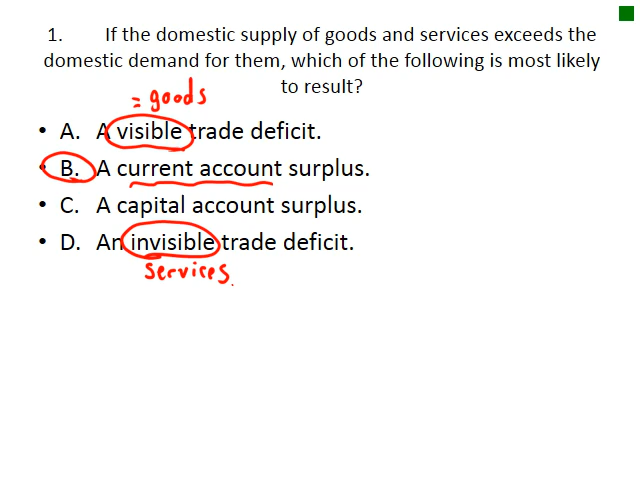 1. If the domestic supply of goods and services exceeds the
domestic demand for them, which of the following is most likely
to result?
= goods
• A. A visible trade deficit.
• B. A current account surplus.
• C. A capital account surplus.
• D. An invisible trade deficit.
services.